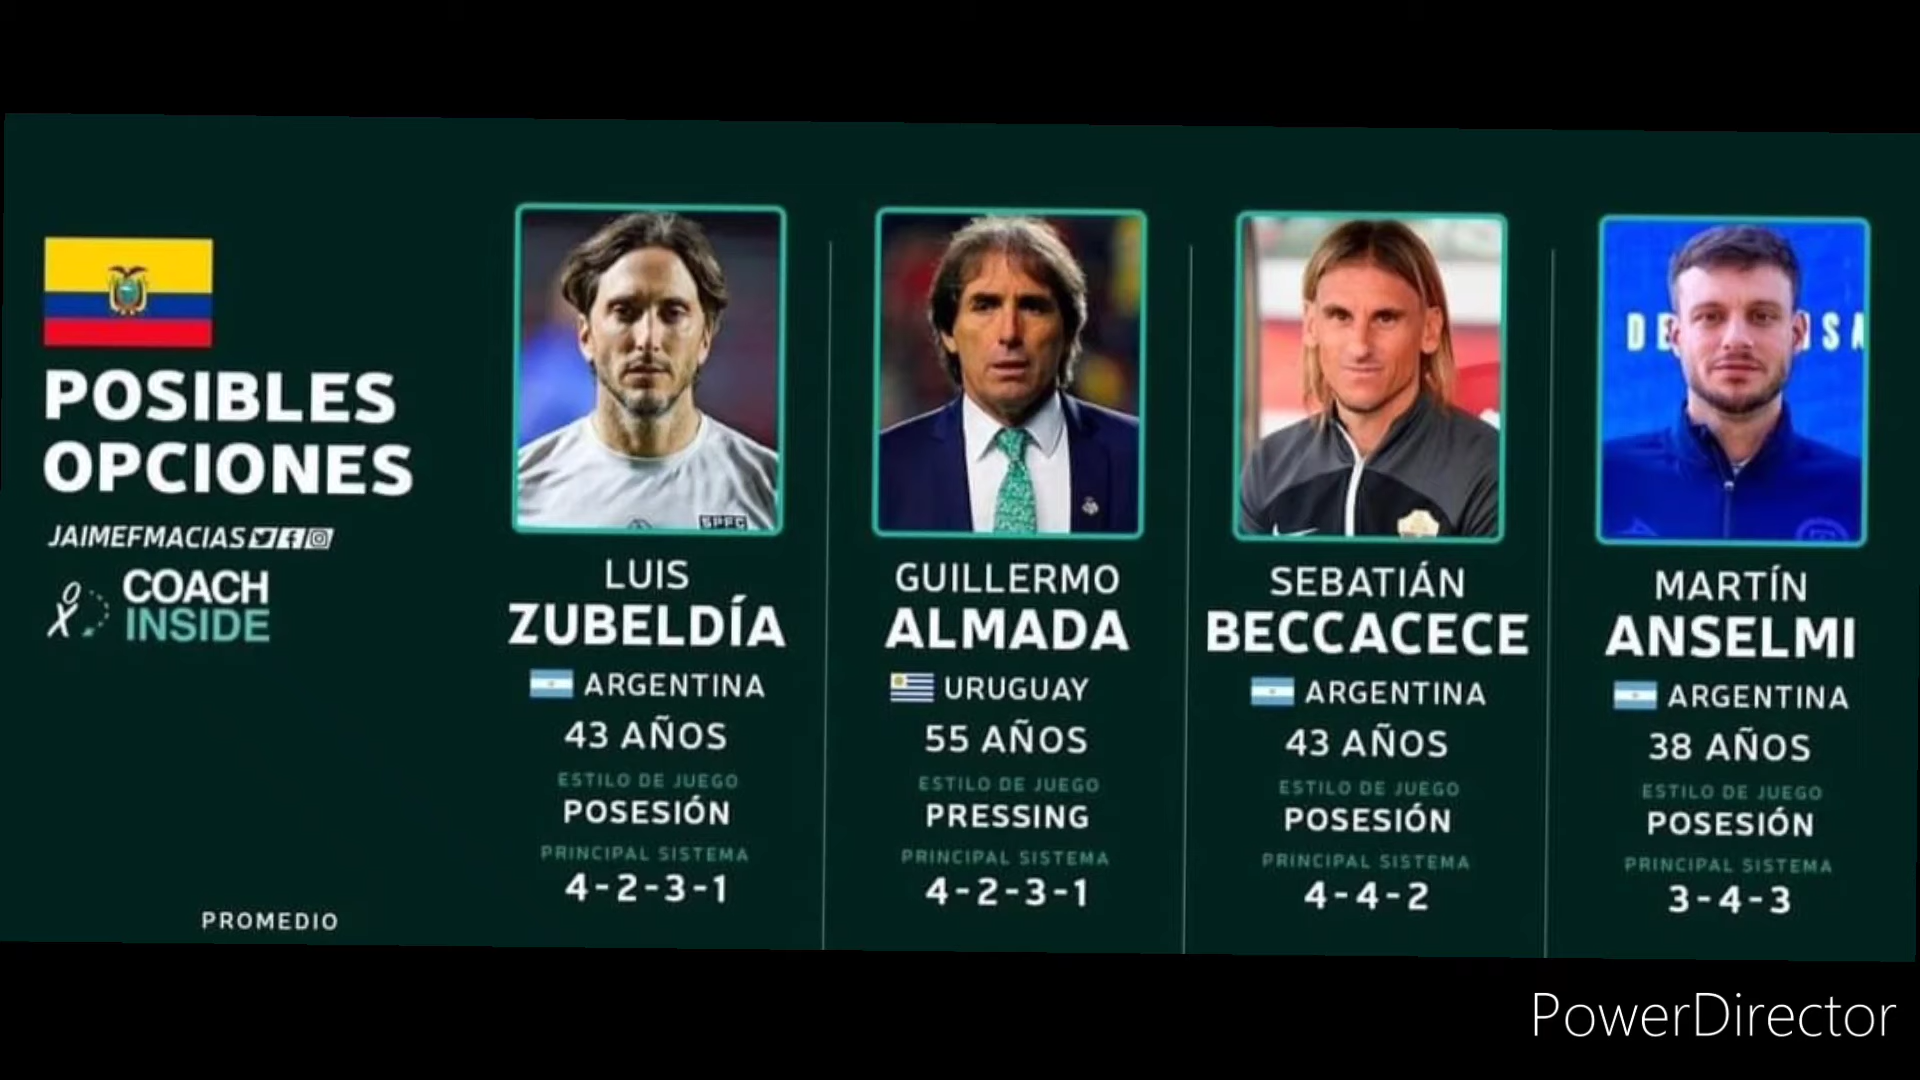 POSIBLES
OPCIONES
JAIMEFMACIAS
COACH
INSIDE
PROMEDIO
SPFC
LUIS
ZUBELDÍA
ARGENTINA
43 AÑOS
ESTILO DE JUEGO
POSESIÓN
PRINCIPAL SISTEMA
4-2-3-1
GUILLERMO
ALMADA
URUGUAY
55 AÑOS
ESTILO DE JUEGO
PRESSING
PRINCIPAL SISTEMA
4-2-3-1
SEBATIÁN
BECCACECE
ARGENTINA
43 AÑOS
ESTILO DE JUEGO
POSESIÓN
PRINCIPAL SISTEMA
4-4-2
MARTÍN
ANSELMI
ARGENTINA
38 AÑOS
ESTILO DE JUEGO
POSESIÓN
PRINCIPAL SISTEMA
3-4-3
PowerDirector